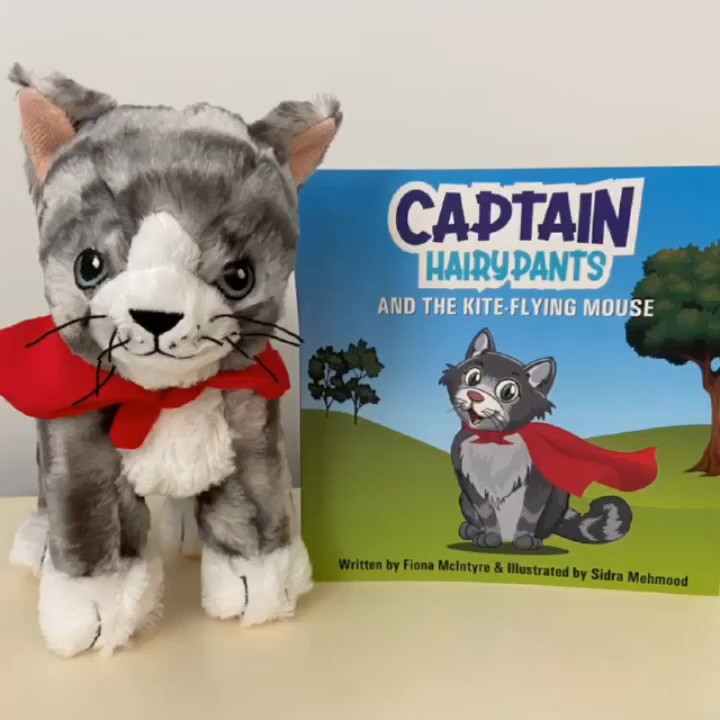 CAPTAIN
HAIRYPANTS
AND THE KITE-FLYING MOUSE
Written by Fiona McIntyre & Illustrated by Sidra Mehmood